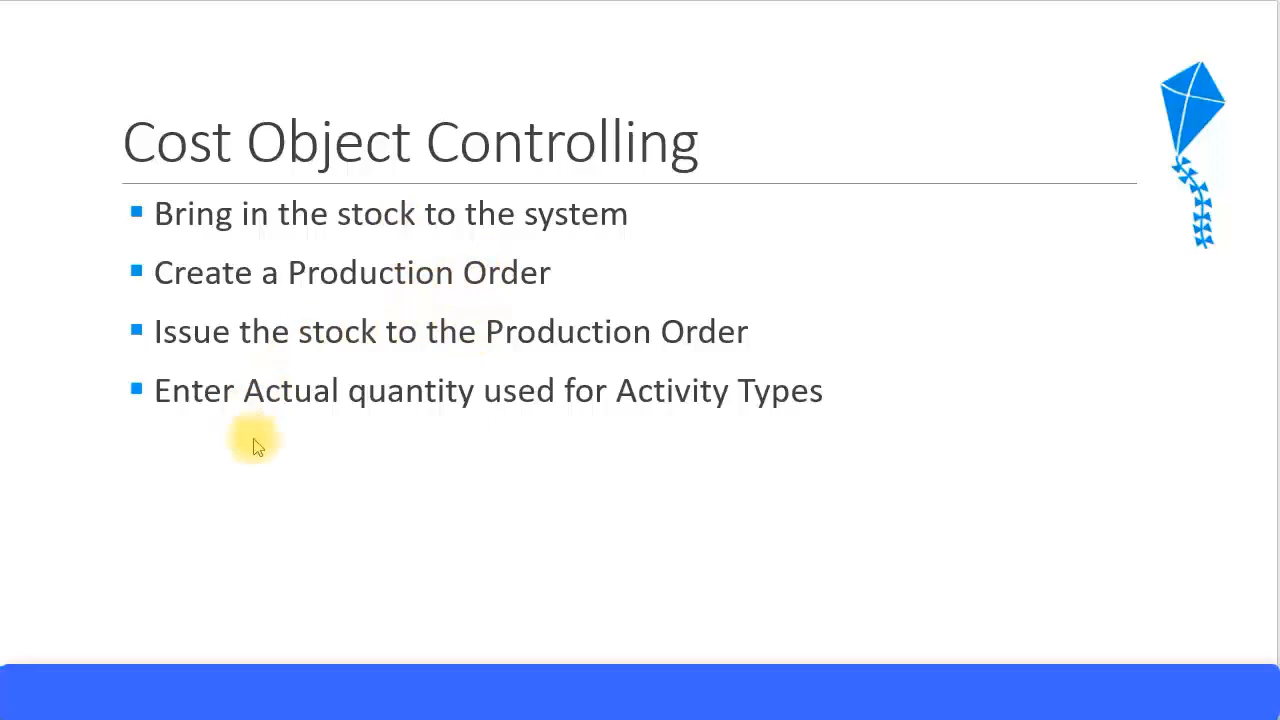 Cost Object Controlling
Bring in the stock to the system
Create a Production Order
Issue the stock to the Production Order
Enter Actual quantity used for Activity Types